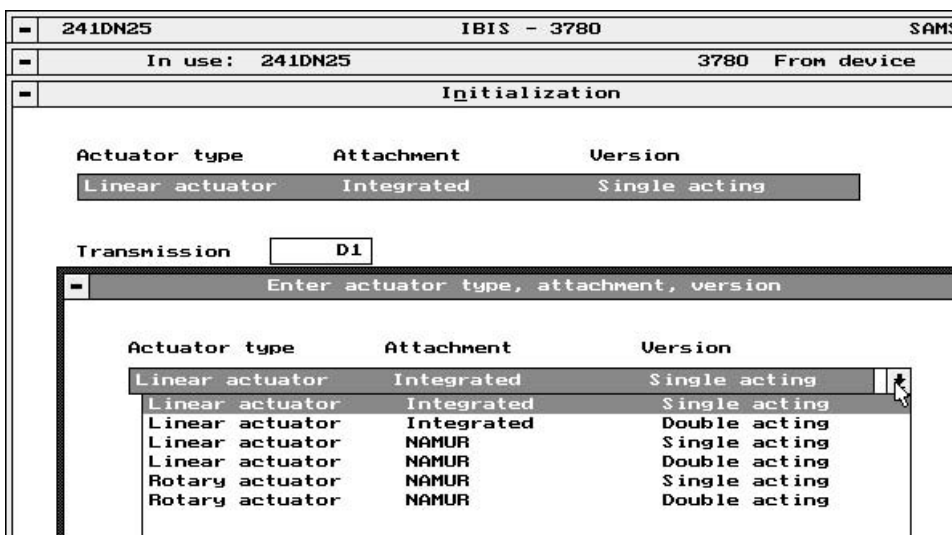 241DN25 IBIS - 3780
In use: 241DN25 3780 From device
Initialization
Actuator type Attachment Version
Linear actuator Integrated Single acting
Transmission D1
Enter actuator type, attachment, version
Actuator type Attachment Version
Linear actuator Integrated Single acting
Linear actuator Integrated Single acting
Linear actuator Integrated Double acting
Linear actuator NAMUR Single acting
Linear actuator NAMUR Double acting
Rotary actuator NAMUR Single acting
Rotary actuator NAMUR Double acting